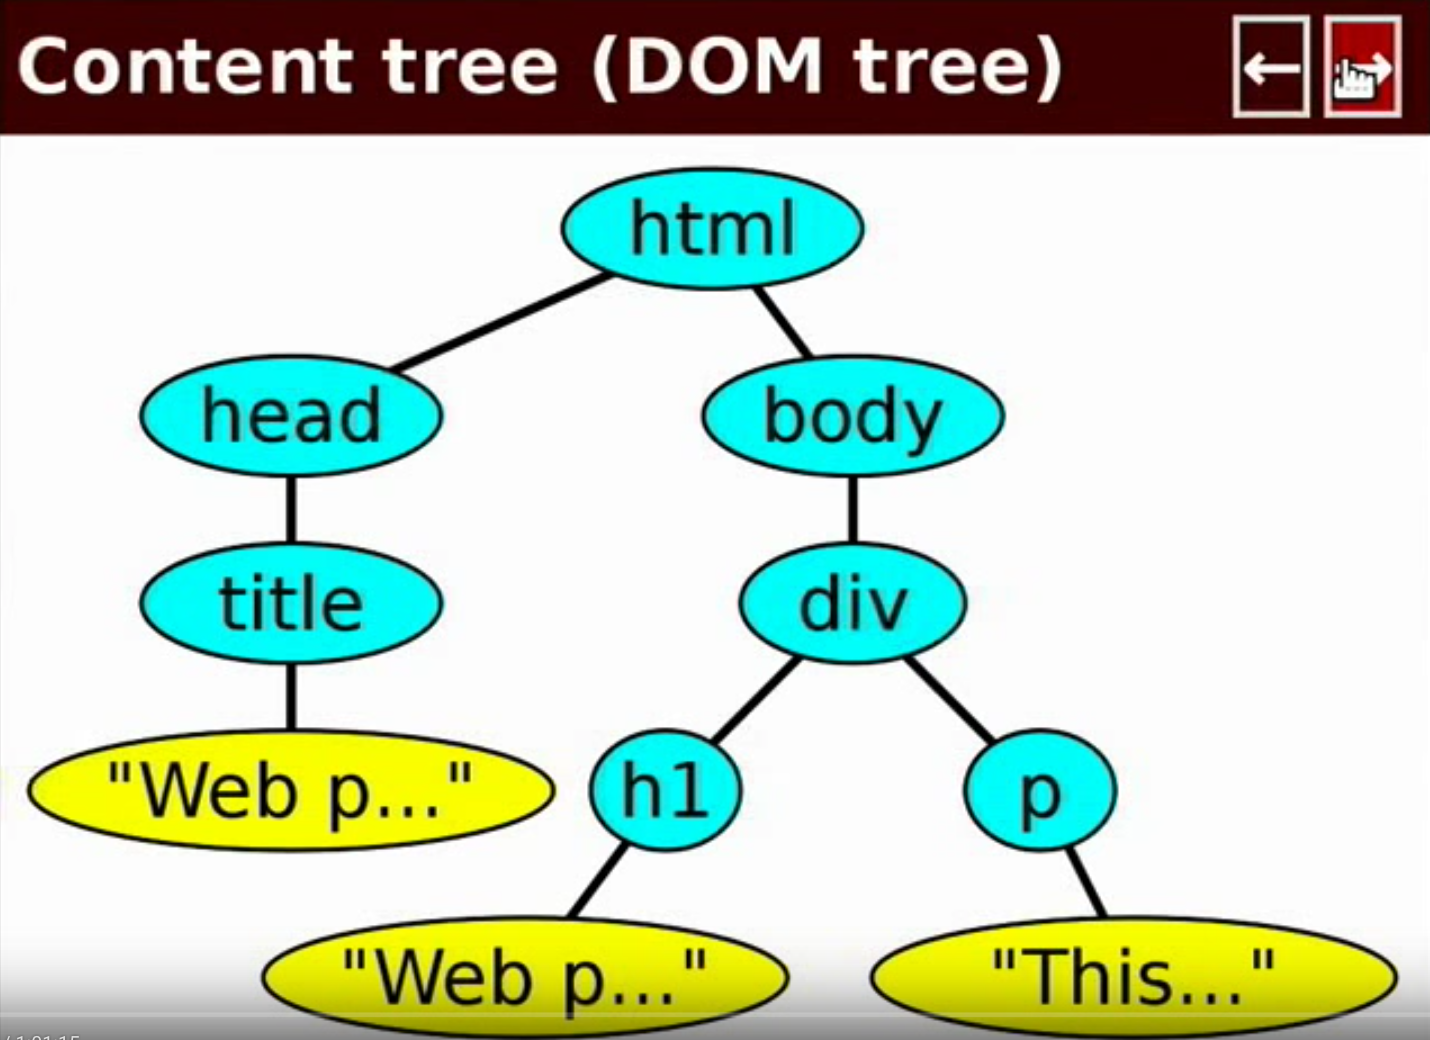 Content tree (DOM tree)
html
head
body
title
div
"Web p..."
h1
p
"Web p..."
"This..."